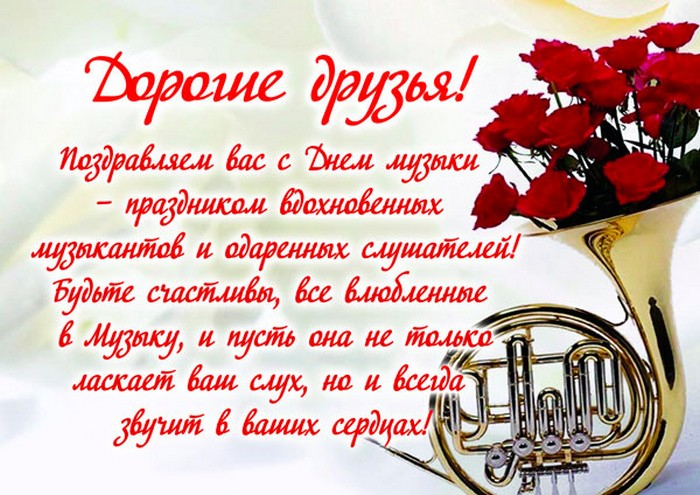 Дорогие друзья!
Поздравляем вас с Днем музыки
– праздником вдохновенных
музыкантов и одаренных слушателей!
Будьте счастливы, все влюбленные
в Музыку, и пусть она не только
ласкает ваш слух, но и всегда
звучит в ваших сердцах!